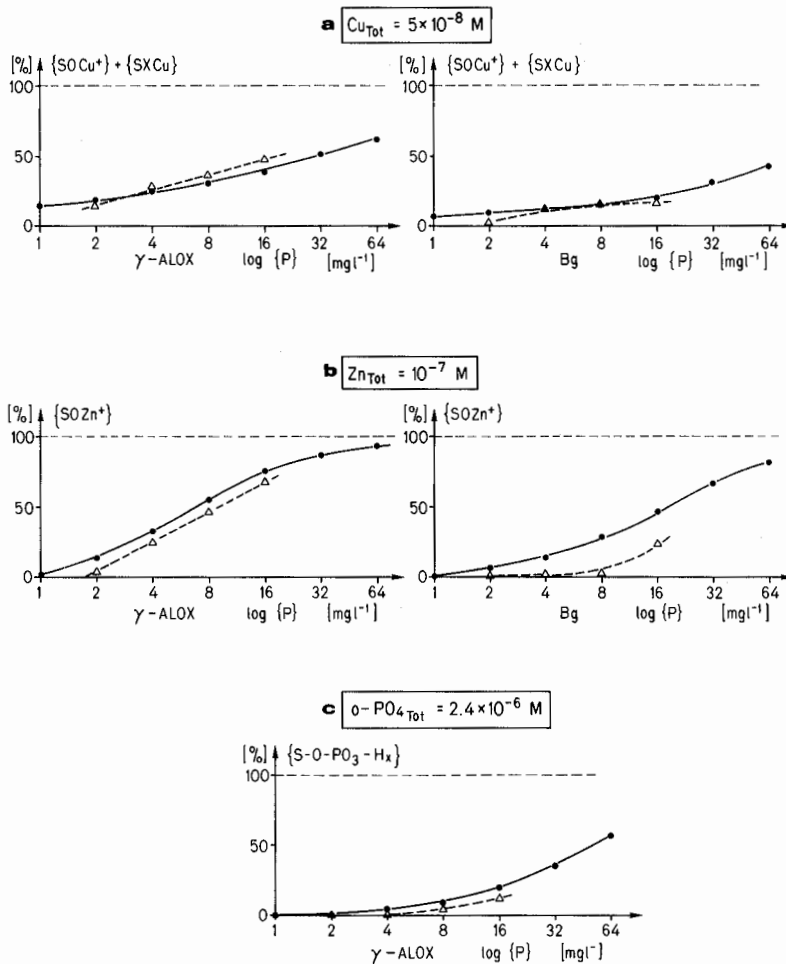 a Cu_Tot = 5×10⁻⁸ M
[%] {SOCu⁺} + {SXCu}
100
50
0
1 2 4 8 16 32 64
γ-ALOX log {P} [mgl⁻¹]
[%] {SOCu⁺} + {SXCu}
100
50
0
1 2 4 8 16 32 64
Bg log {P} [mgl⁻¹]
b Zn_Tot = 10⁻⁷ M
[%] {SOZn⁺}
100
50
0
1 2 4 8 16 32 64
γ-ALOX log {P} [mgl⁻¹]
[%] {SOZn⁺}
100
50
0
1 2 4 8 16 32 64
Bg log {P} [mgl⁻¹]
c o-PO₄_Tot = 2.4×10⁻⁶ M
[%] {S-O-PO₃-Hₓ}
100
50
0
1 2 4 8 16 32 64
γ-ALOX log {P} [mgl⁻]